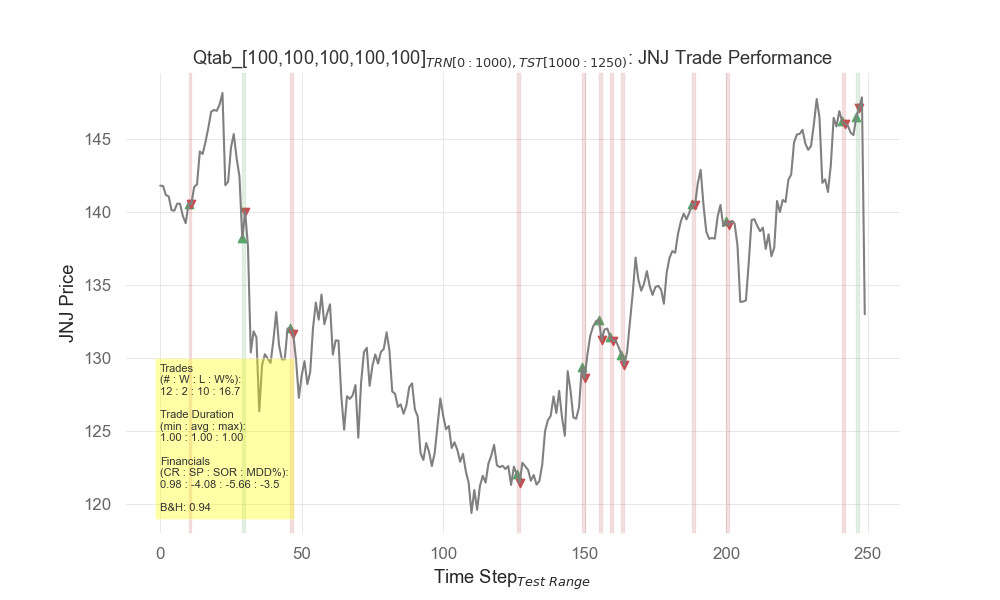 Qtab_[100,100,100,100,100]TRN[0 : 1000), TST[1000 : 1250) : JNJ Trade Performance
145
140
135
130
125
120
JNJ Price
Trades
(# : W : L : W%):
12 : 2 : 10 : 16.7
Trade Duration
(min : avg : max):
1.00 : 1.00 : 1.00
Financials
(CR : SP : SOR : MDD%):
0.98 : -4.08 : -5.66 : -3.5
B&H: 0.94
0 50 100 150 200 250
Time StepTest Range